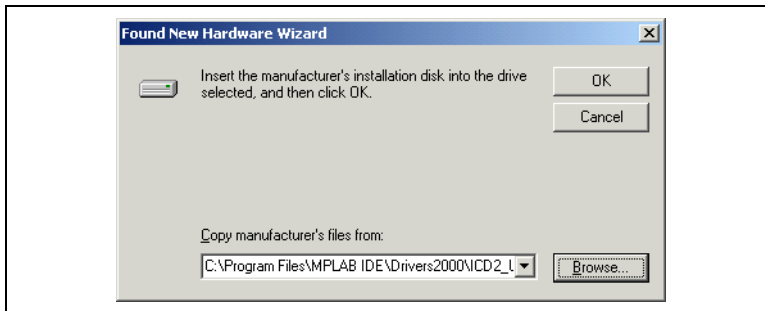 Found New Hardware Wizard
Insert the manufacturer's installation disk into the drive
selected, and then click OK.
OK
Cancel
Copy manufacturer's files from:
C:\Program Files\MPLAB IDE\Drivers2000\ICD2_U
Browse...